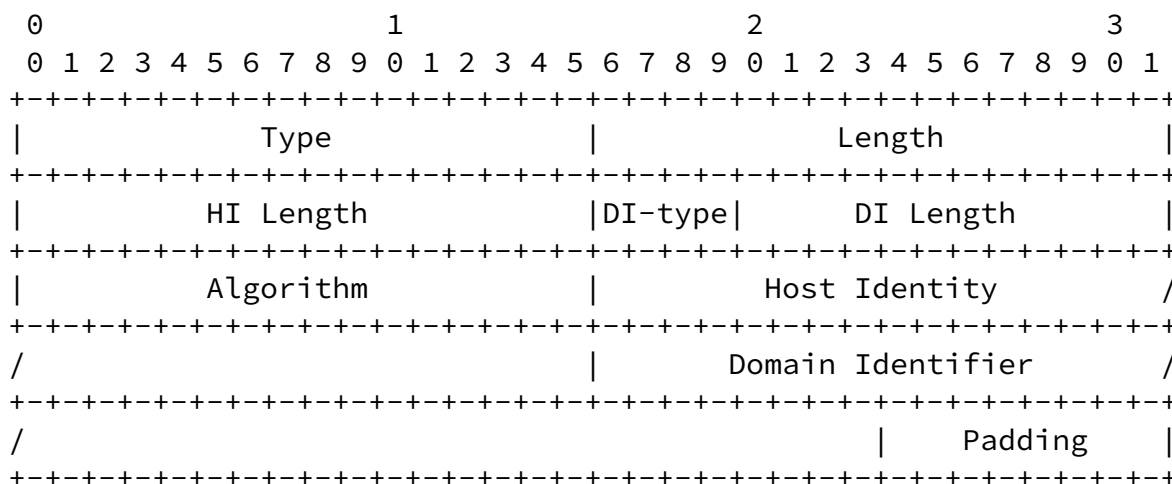 0                   1                   2                   3
 0 1 2 3 4 5 6 7 8 9 0 1 2 3 4 5 6 7 8 9 0 1 2 3 4 5 6 7 8 9 0 1
+-+-+-+-+-+-+-+-+-+-+-+-+-+-+-+-+-+-+-+-+-+-+-+-+-+-+-+-+-+-+-+-+
|             Type              |             Length            |
+-+-+-+-+-+-+-+-+-+-+-+-+-+-+-+-+-+-+-+-+-+-+-+-+-+-+-+-+-+-+-+-+
|          HI Length            |DI-type|      DI Length        |
+-+-+-+-+-+-+-+-+-+-+-+-+-+-+-+-+-+-+-+-+-+-+-+-+-+-+-+-+-+-+-+-+
|          Algorithm            |         Host Identity         /
+-+-+-+-+-+-+-+-+-+-+-+-+-+-+-+-+-+-+-+-+-+-+-+-+-+-+-+-+-+-+-+-+
/                               |       Domain Identifier       /
+-+-+-+-+-+-+-+-+-+-+-+-+-+-+-+-+-+-+-+-+-+-+-+-+-+-+-+-+-+-+-+-+
/                                               |    Padding    |
+-+-+-+-+-+-+-+-+-+-+-+-+-+-+-+-+-+-+-+-+-+-+-+-+-+-+-+-+-+-+-+-+